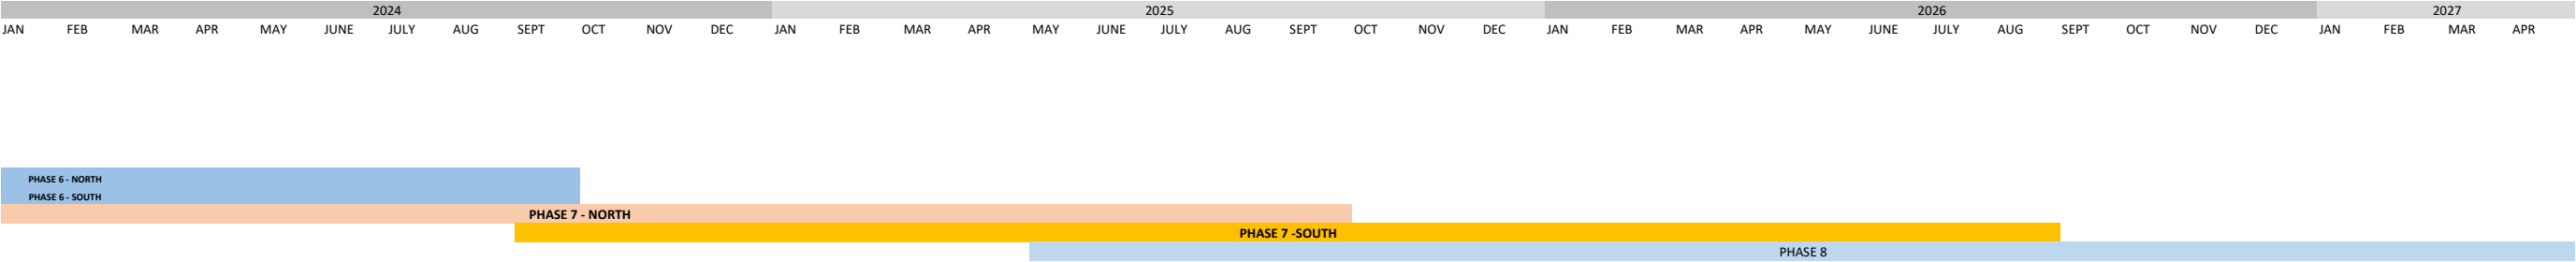 2024 2025 2026 2027
JAN FEB MAR APR MAY JUNE JULY AUG SEPT OCT NOV DEC JAN FEB MAR APR MAY JUNE JULY AUG SEPT OCT NOV DEC JAN FEB MAR APR MAY JUNE JULY AUG SEPT OCT NOV DEC JAN FEB MAR APR
PHASE 6 - NORTH
PHASE 6 - SOUTH
PHASE 7 - NORTH
PHASE 7 -SOUTH
PHASE 8